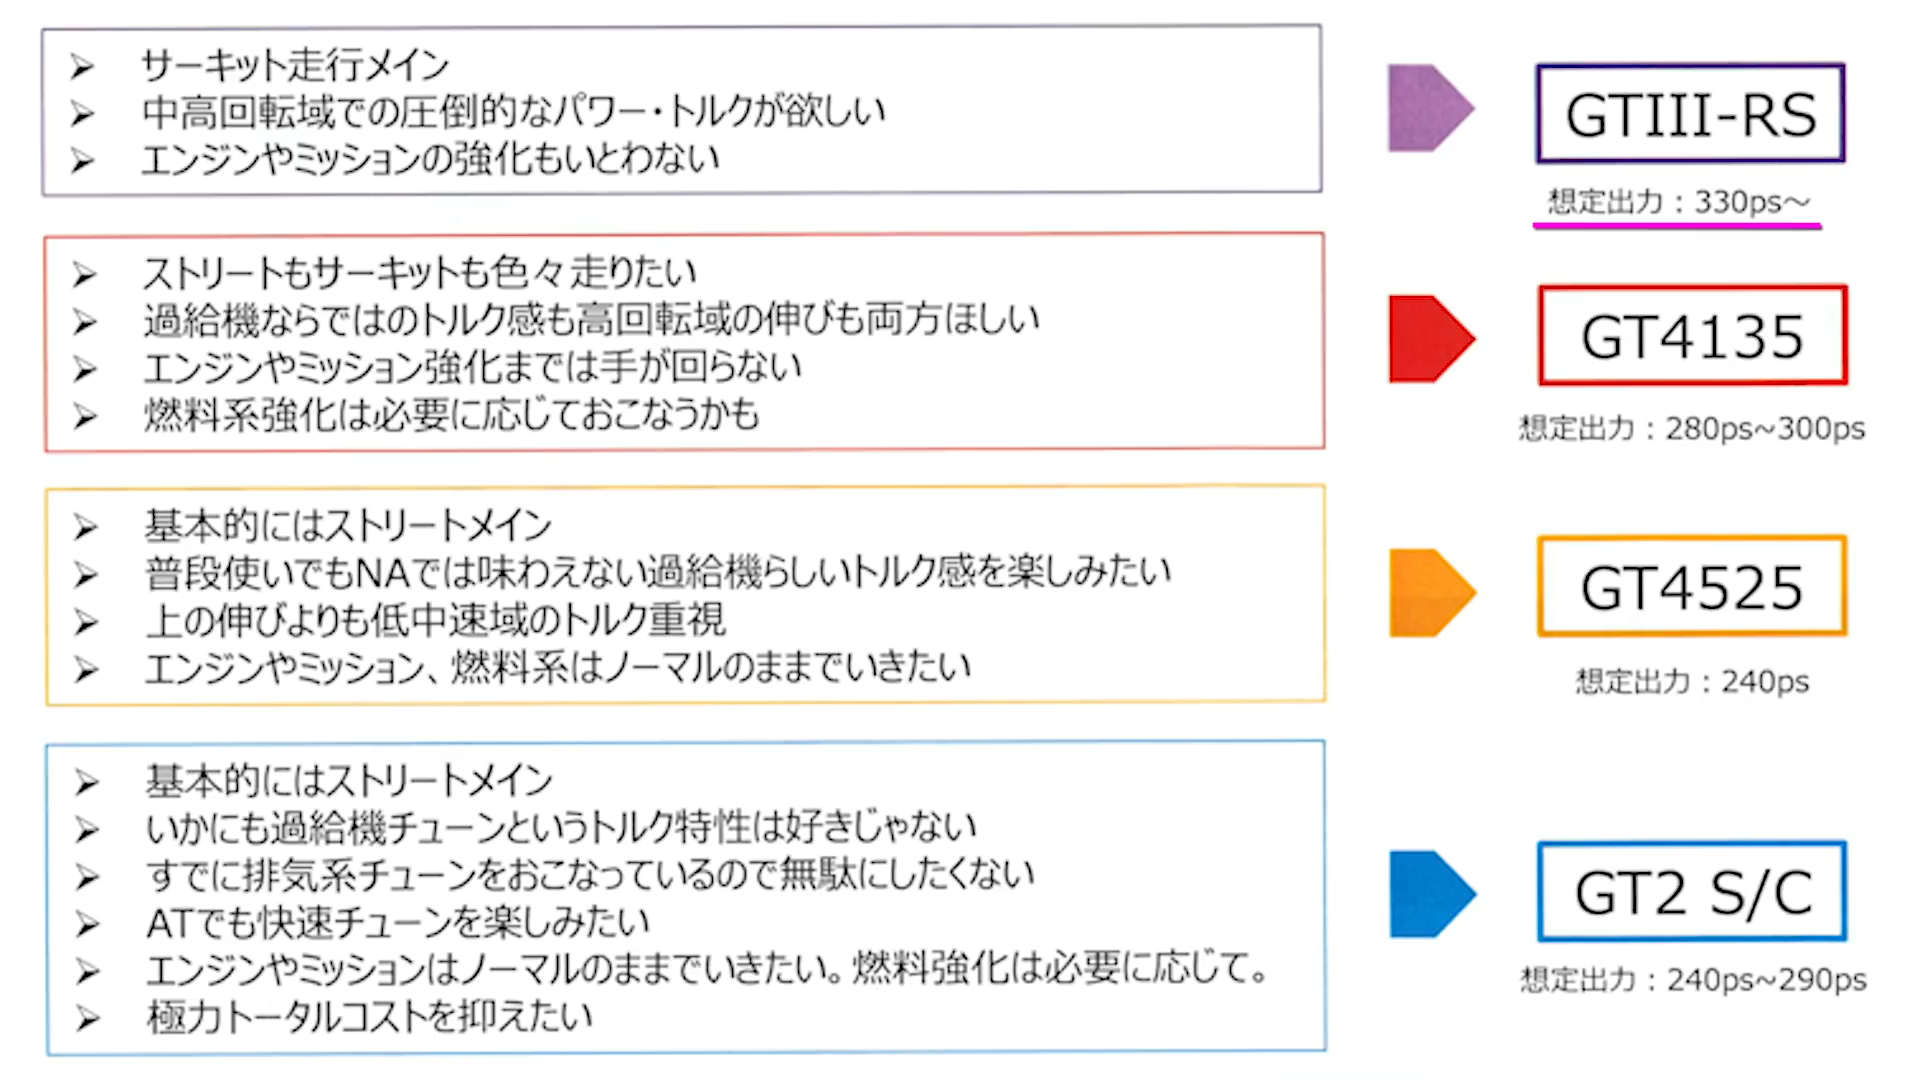 サーキット走行メイン
中高回転域での圧倒的なパワー・トルクが欲しい
エンジンやミッションの強化もいとわない
GTIII-RS
想定出力：330ps～
ストリートもサーキットも色々走りたい
過給機ならではのトルク感も高回転域の伸びも両方ほしい
エンジンやミッション強化までは手が回らない
燃料系強化は必要に応じておこなうかも
GT4135
想定出力：280ps~300ps
基本的にはストリートメイン
普段使いでもNAでは味わえない過給機らしいトルク感を楽しみたい
上の伸びよりも低中速域のトルク重視
エンジンやミッション、燃料系はノーマルのままでいきたい
GT4525
想定出力：240ps
基本的にはストリートメイン
いかにも過給機チューンというトルク特性は好きじゃない
すでに排気系チューンをおこなっているので無駄にしたくない
ATでも快速チューンを楽しみたい
エンジンやミッションはノーマルのままでいきたい。燃料強化は必要に応じて。
極力トータルコストを抑えたい
GT2 S/C
想定出力：240ps~290ps